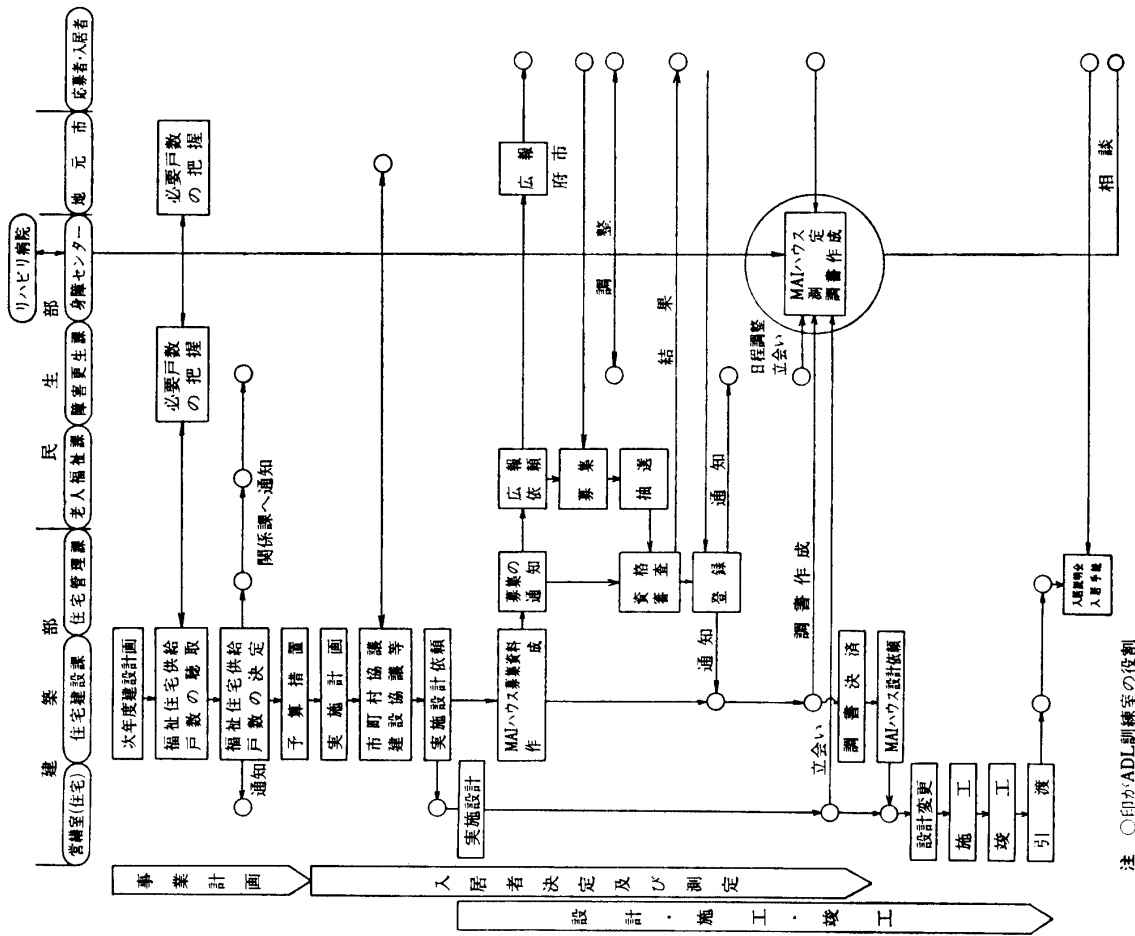 建築部
民生部
営繕室(住宅)
住宅建設課
住宅管理課
老人福祉課
障害更生課
身障センター
リハビリ病院
地元市
応募者・入居者
事業計画
入居者決定及び測定
設計・施工・竣工
次年度建設計画
福祉住宅供給
戸数の聴取
必要戸数
の把握
必要戸数
の把握
福祉住宅供給
戸数の決定
通知
関係課へ通知
予算措置
実施計画
市町村協議
建設協議等
実施設計依頼
実施設計
MAIハウス募集資料
作成
募集の
通知
広報
依頼
広報
府市
募集
調整
抽選
資格
審査
結果
登録
通知
通知
日程調整
立会い
MAIハウス
測定
調書作成
調書作成
立会い
調書決済
MAIハウス設計依頼
設計変更
施工
竣工
引渡
入居説明会
入居手続
相談
注 ○印がADL訓練室の役割